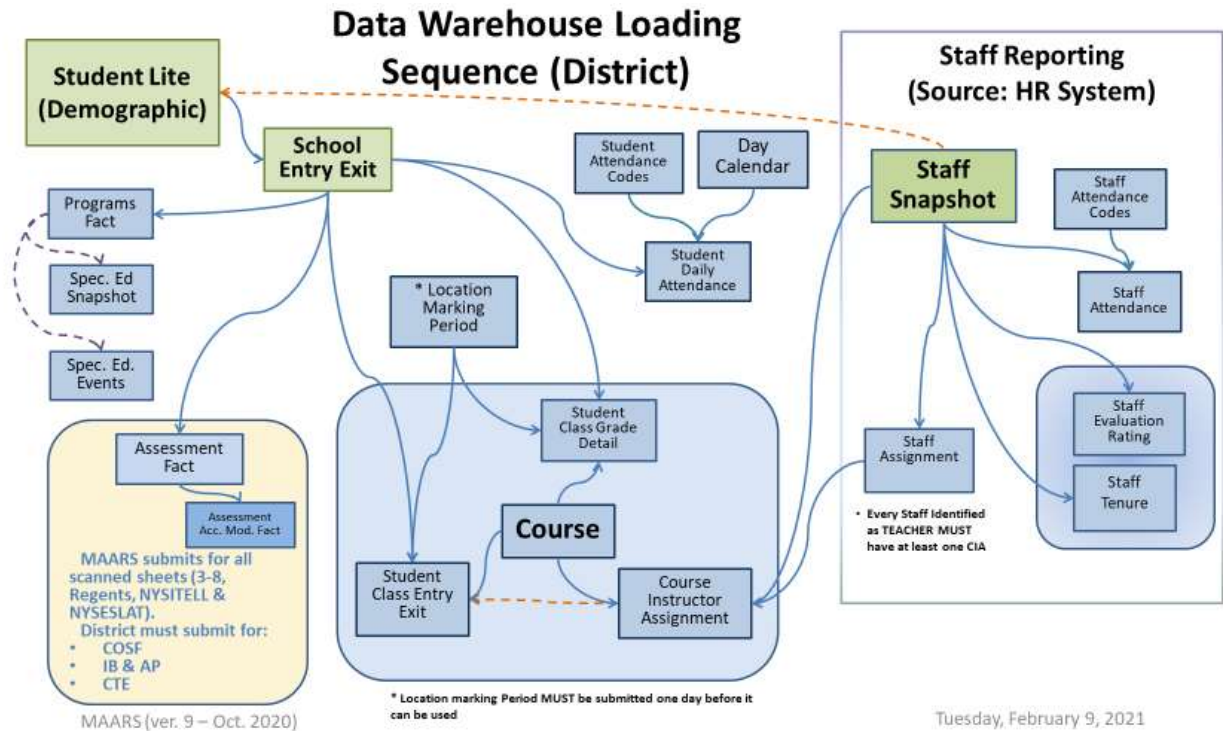 Data Warehouse Loading
Sequence (District)
Student Lite
(Demographic)
School
Entry Exit
Programs
Fact
Spec. Ed
Snapshot
Spec. Ed.
Events
Student
Attendance
Codes
Day
Calendar
Student
Daily
Attendance
* Location
Marking
Period
Student
Class Grade
Detail
Course
Student
Class Entry
Exit
Course
Instructor
Assignment
* Location marking Period MUST be submitted one day before it
can be used
Assessment
Fact
Assessment
Acc. Mod. Fact
MAARS submits for all
scanned sheets (3-8,
Regents, NYSITELL &
NYSESLAT).
District must submit for:
• COSF
• IB & AP
• CTE
Staff Reporting
(Source: HR System)
Staff
Snapshot
Staff
Attendance
Codes
Staff
Attendance
Staff
Evaluation
Rating
Staff
Tenure
Staff
Assignment
• Every Staff Identified
as TEACHER MUST
have at least one CIA
MAARS (ver. 9 – Oct. 2020)
Tuesday, February 9, 2021